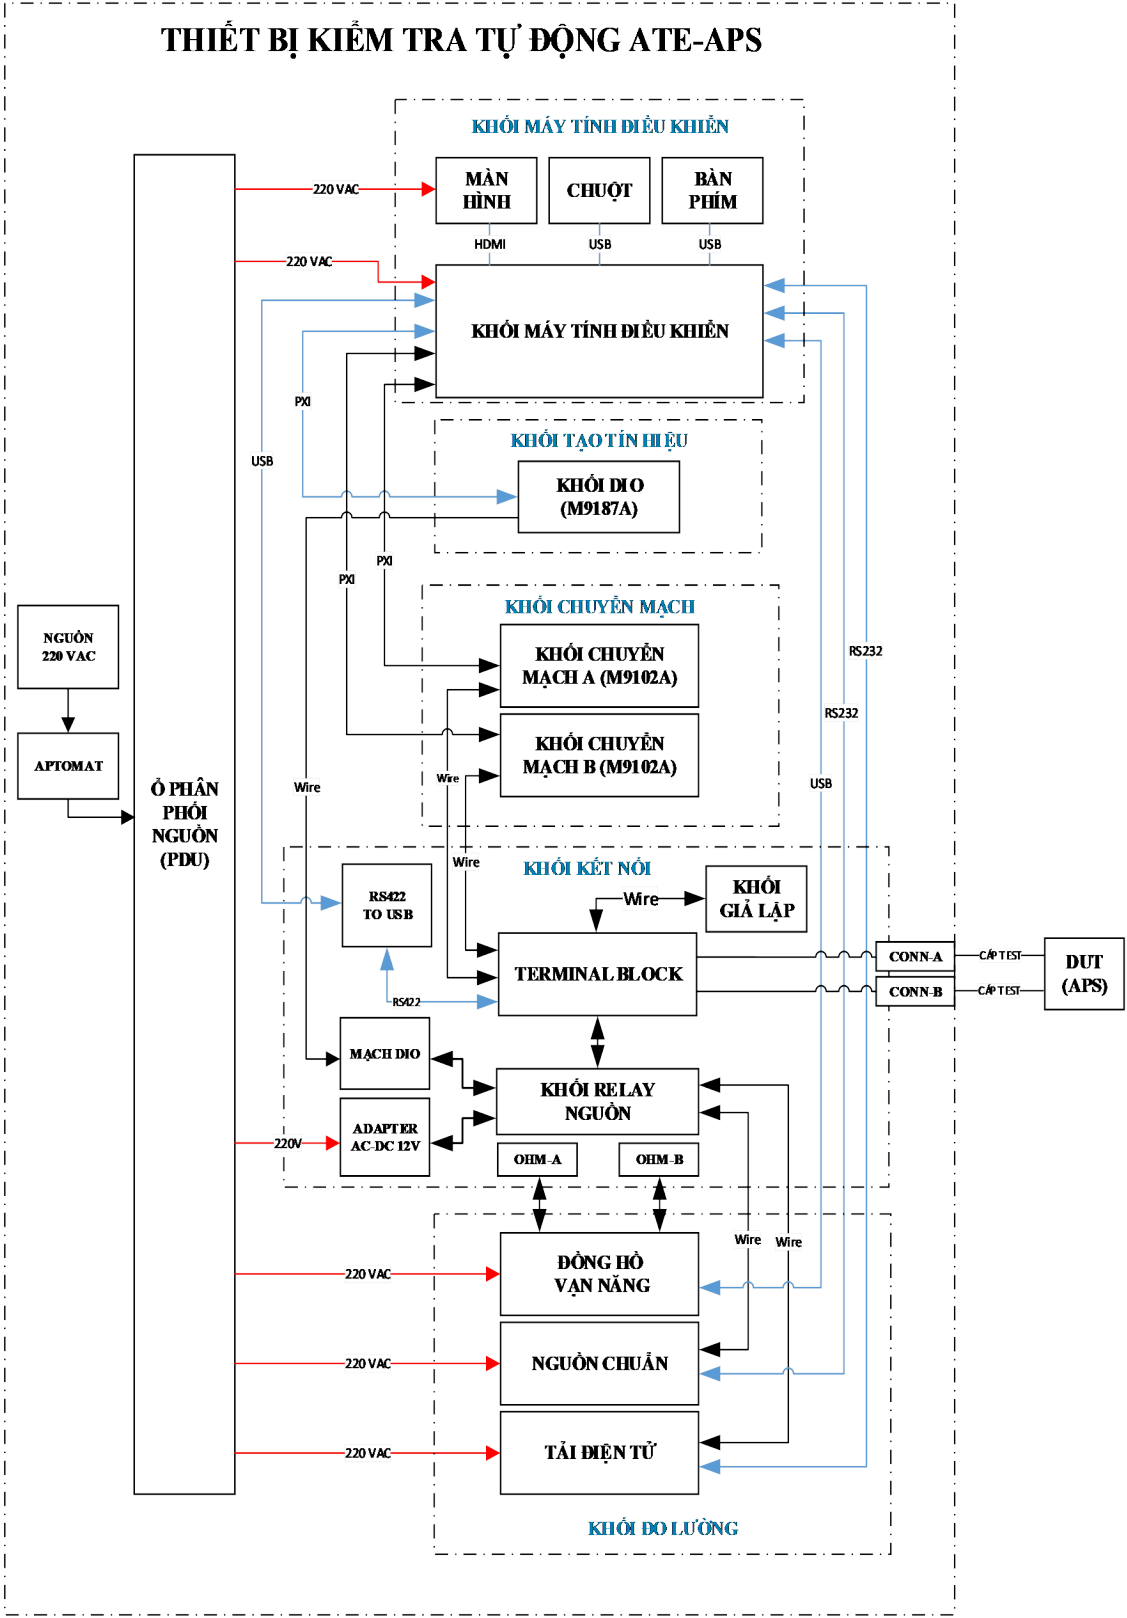 THIẾT BỊ KIỂM TRA TỰ ĐỘNG ATE-APS
KHỐI MÁY TÍNH ĐIỀU KHIỂN
MÀN
HÌNH
CHUỘT
BÀN
PHÍM
220 VAC
HDMI
USB
USB
220 VAC
KHỐI MÁY TÍNH ĐIỀU KHIỂN
PXI
KHỐI TẠO TÍN HIỆU
USB
KHỐI DIO
(M9187A)
PXI
PXI
KHỐI CHUYỂN MẠCH
NGUỒN
220 VAC
KHỐI CHUYỂN
MẠCH A (M9102A)
RS232
RS232
KHỐI CHUYỂN
MẠCH B (M9102A)
APTOMAT
Wire
Wire
USB
Ổ PHÂN
PHỐI
NGUỒN
(PDU)
Wire
KHỐI KẾT NỐI
RS422
TO USB
Wire
KHỐI
GIẢ LẬP
TERMINAL BLOCK
CONN-A
CÁP TEST
CONN-B
CÁP TEST
DUT
(APS)
RS422
MẠCH DIO
KHỐI RELAY
NGUỒN
ADAPTER
AC-DC 12V
220V
OHM-A
OHM-B
Wire
Wire
ĐỒNG HỒ
VẠN NĂNG
220 VAC
NGUỒN CHUẨN
220 VAC
TẢI ĐIỆN TỬ
220 VAC
KHỐI ĐO LƯỜNG